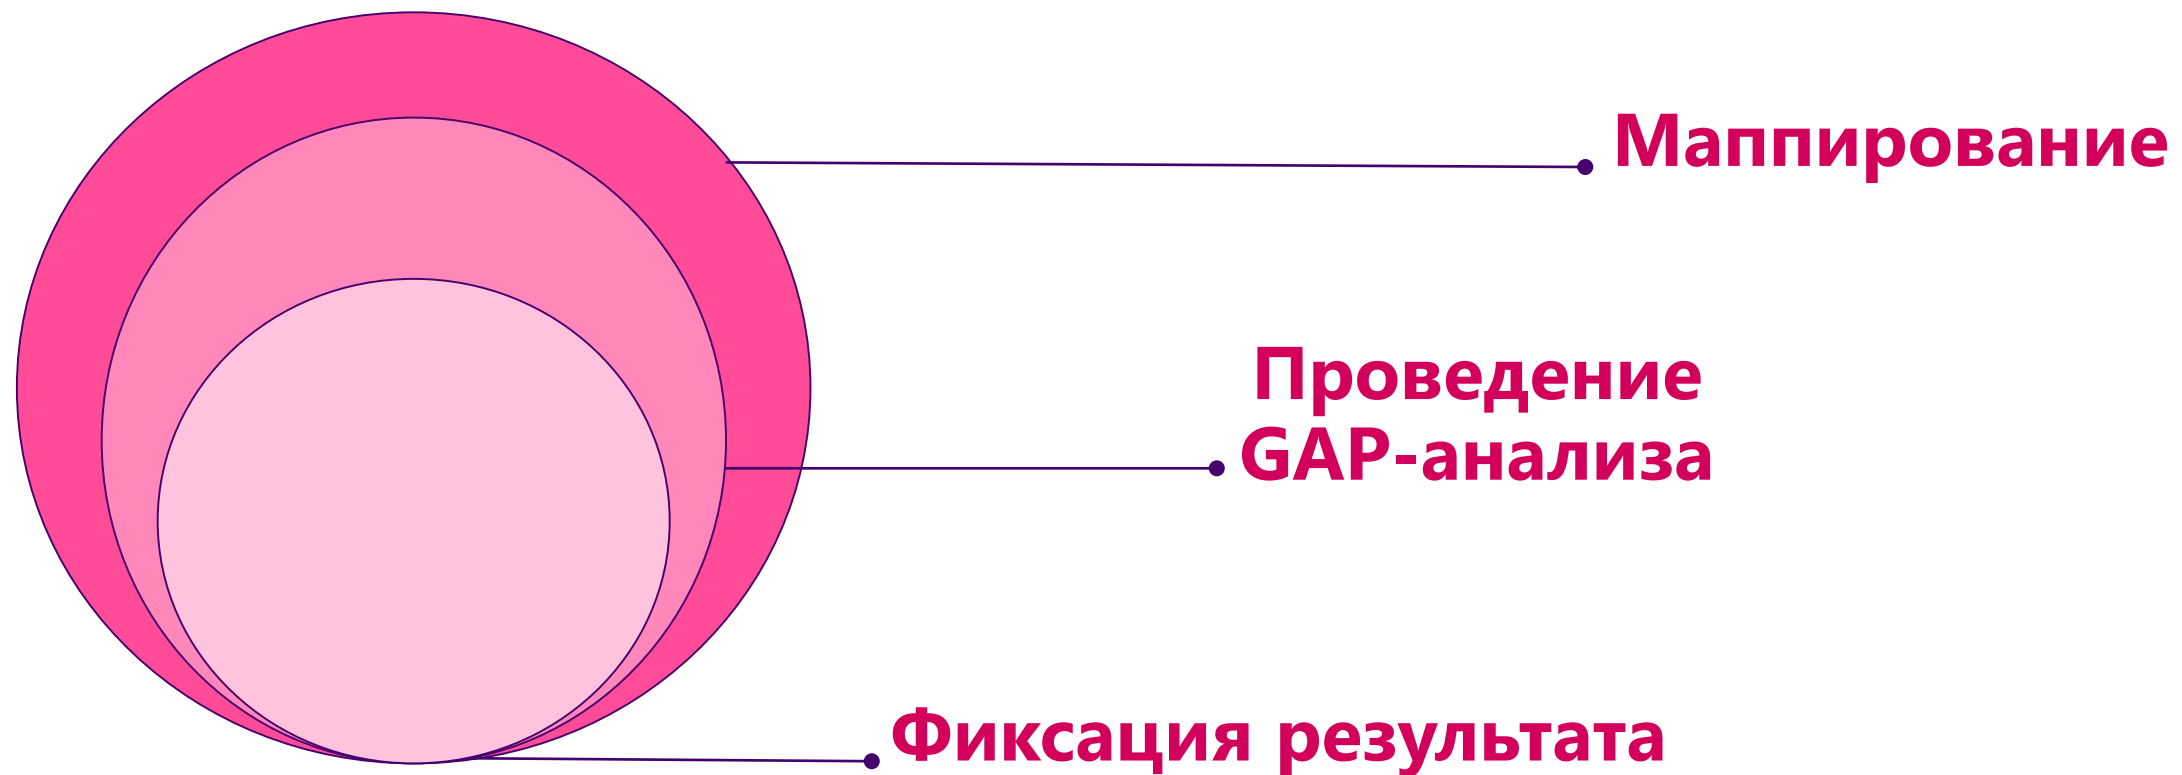 Маппирование
Проведение
GAP-анализа
Фиксация результата